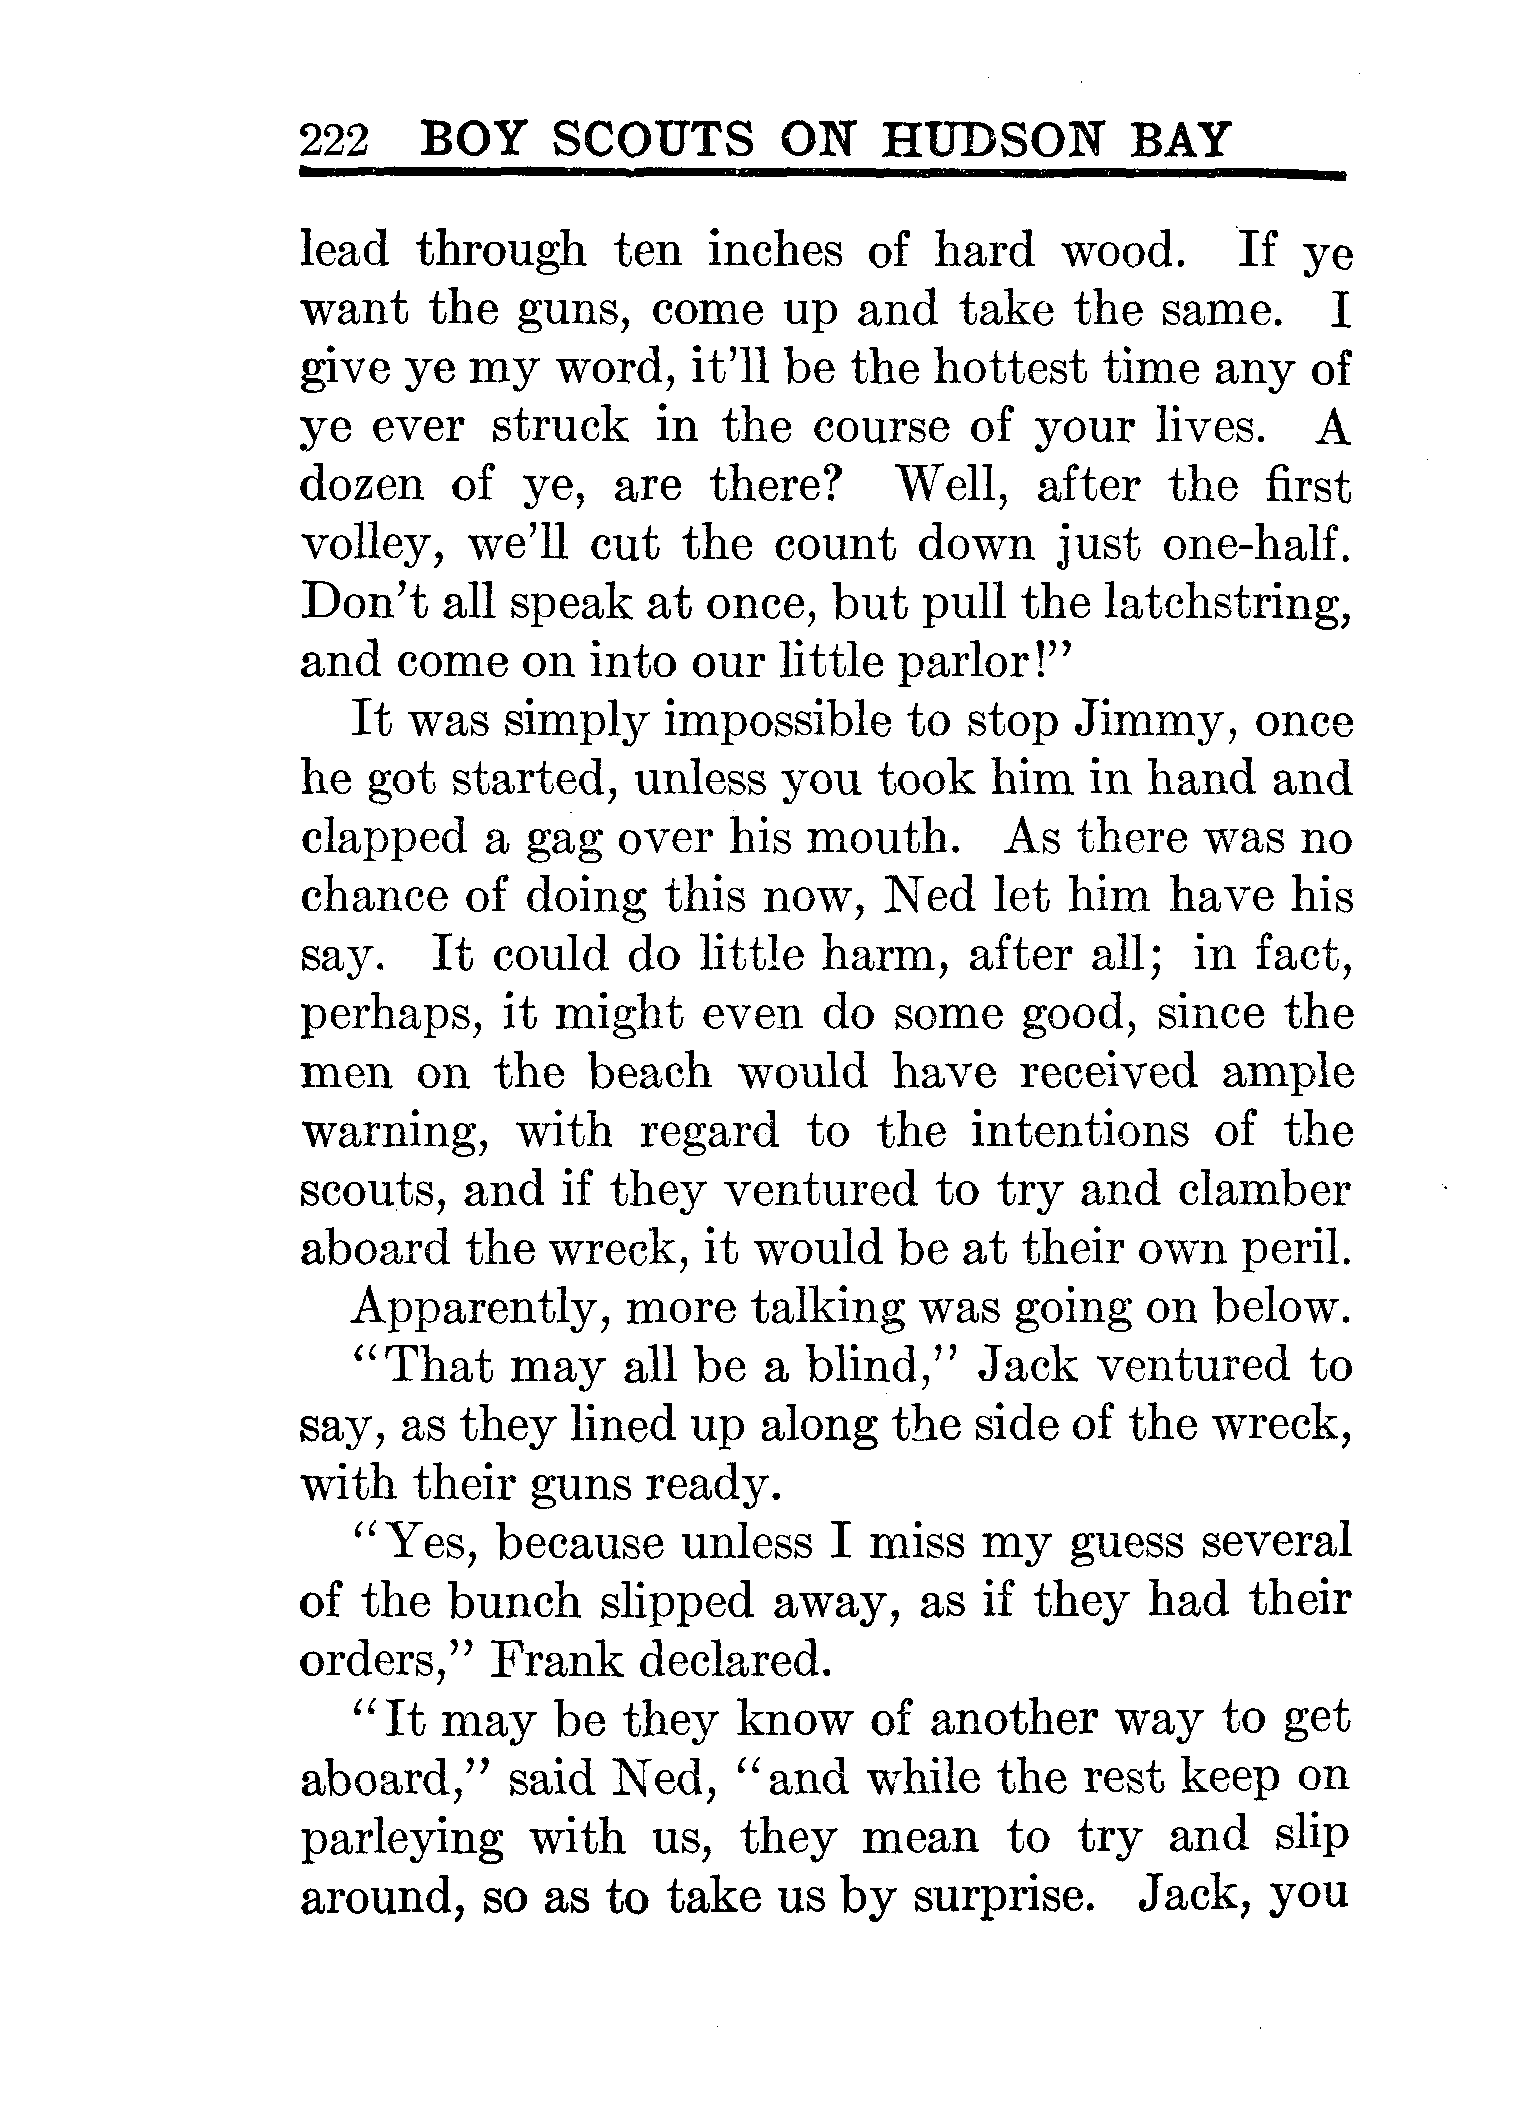 222 BOY SCOUTS ON HUDSON BAY
lead through ten inches of hard wood. If ye
want the guns, come up and take the same. I
give ye my word, it'll be the hottest time any of
ye ever struck in the course of your lives. A
dozen of ye, are there? Well, after the first
volley, we'll cut the count down just one-half.
Don't all speak at once, but pull the latchstring,
and come on into our little parlor!”
It was simply impossible to stop Jimmy, once
he got started, unless you took him in hand and
clapped a gag over his mouth. As there was no
chance of doing this now, Ned let him have his
say. It could do little harm, after all; in fact,
perhaps, it might even do some good, since the
men on the beach would have received ample
warning, with regard to the intentions of the
scouts, and if they ventured to try and clamber
aboard the wreck, it would be at their own peril.
Apparently, more talking was going on below.
“That may all be a blind,” Jack ventured to
say, as they lined up along the side of the wreck,
with their guns ready.
“Yes, because unless I miss my guess several
of the bunch slipped away, as if they had their
orders,” Frank declared.
“It may be they know of another way to get
aboard,” said Ned, “and while the rest keep on
parleying with us, they mean to try and slip
around, so as to take us by surprise. Jack, you